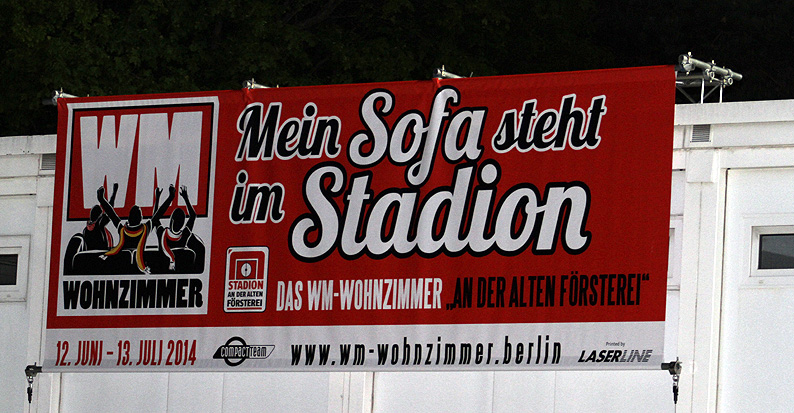 WM
WOHNZIMMER
Mein Sofa steht
im Stadion
STADION
AN DER ALTEN
FÖRSTEREI
DAS WM-WOHNZIMMER „AN DER ALTEN FÖRSTEREI“
12. JUNI – 13. JULI 2014
COMPACTTEAM
www.wm-wohnzimmer.berlin
Printed by
LASERLINE